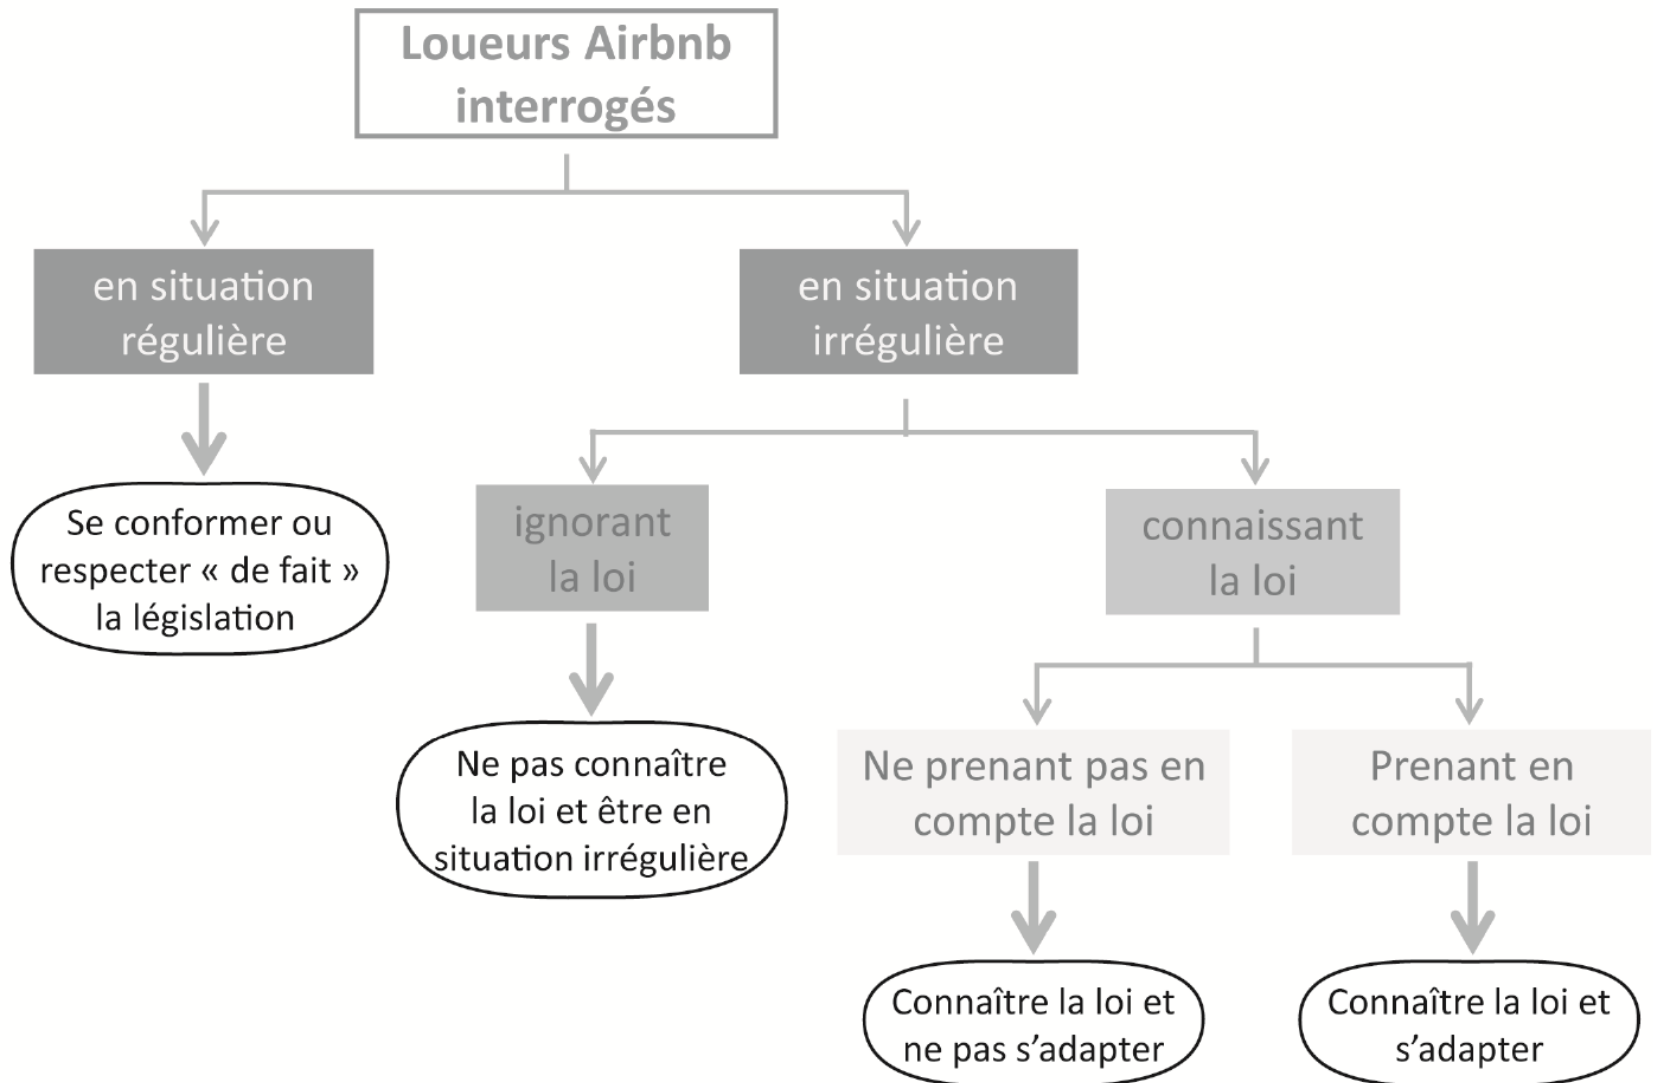 Loueurs Airbnb
interrogés
en situation
régulière
en situation
irrégulière
Se conformer ou
respecter « de fait »
la législation
ignorant
la loi
connaissant
la loi
Ne pas connaître
la loi et être en
situation irrégulière
Ne prenant pas en
compte la loi
Prenant en
compte la loi
Connaître la loi et
ne pas s’adapter
Connaître la loi et
s’adapter